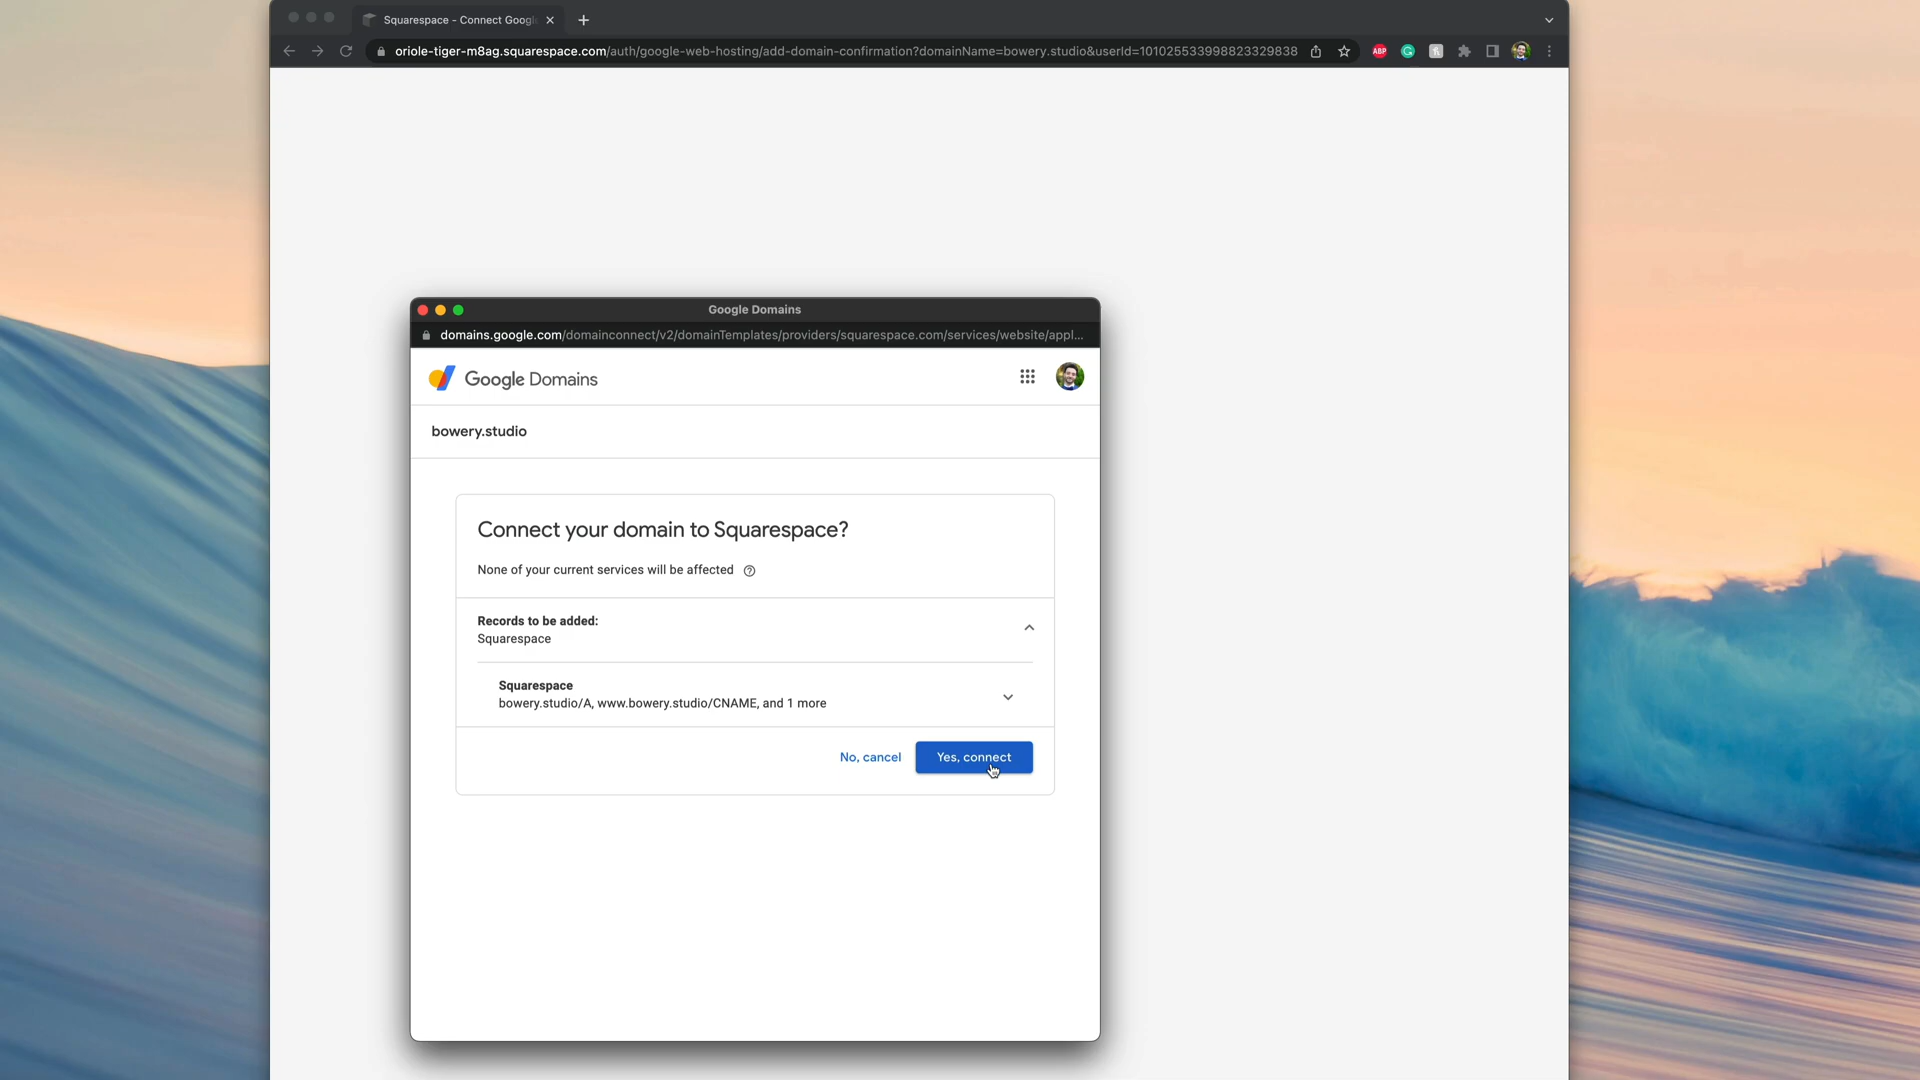 Squarespace - Connect Googl
oriole-tiger-m8ag.squarespace.com/auth/google-web-hosting/add-domain-confirmation?domainName=bowery.studio&userId=101025533998823329838
ABP
Google Domains
domains.google.com/domainconnect/v2/domainTemplates/providers/squarespace.com/services/website/appl...
Google Domains
bowery.studio
Connect your domain to Squarespace?
None of your current services will be affected
Records to be added:
Squarespace
Squarespace
bowery.studio/A, www.bowery.studio/CNAME, and 1 more
No, cancel
Yes, connect